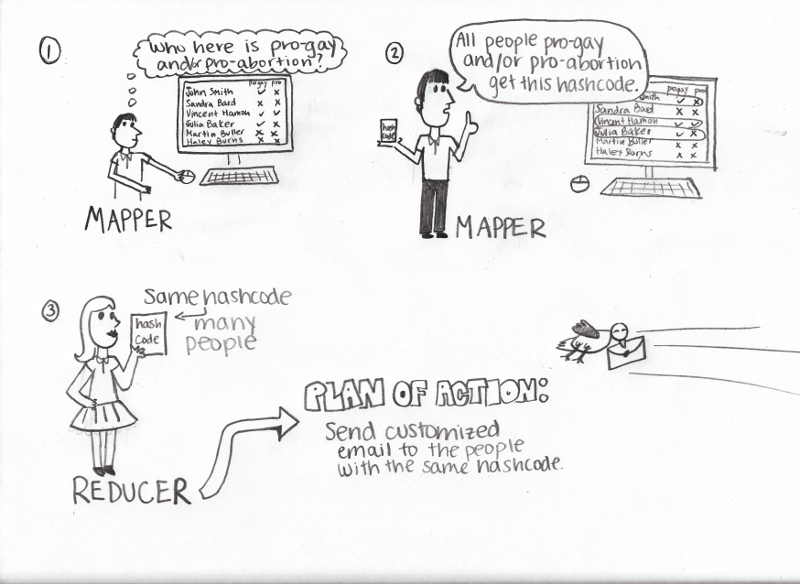 1
Who here is pro-gay
and/or pro-abortion?
pro-gay pro
John Smith ✓ x
Sandra Bard x x
Vincent Hamon ✓ ✓
Julia Baker ✓ x
Martin Buller x x
Haley Burns x x
MAPPER
2
All people pro-gay
and/or pro-abortion
get this hashcode.
hash
code
progay pro
Smith ✓ x
Sandra Bard x x
Vincent Hamon ✓ ✓
Julia Baker ✓ x
Martin Buller x x
Haley Burns x x
MAPPER
3
Same hashcode
many
people
hash
code
REDUCER
PLAN OF ACTION:
Send customized
email to the people
with the same hashcode.